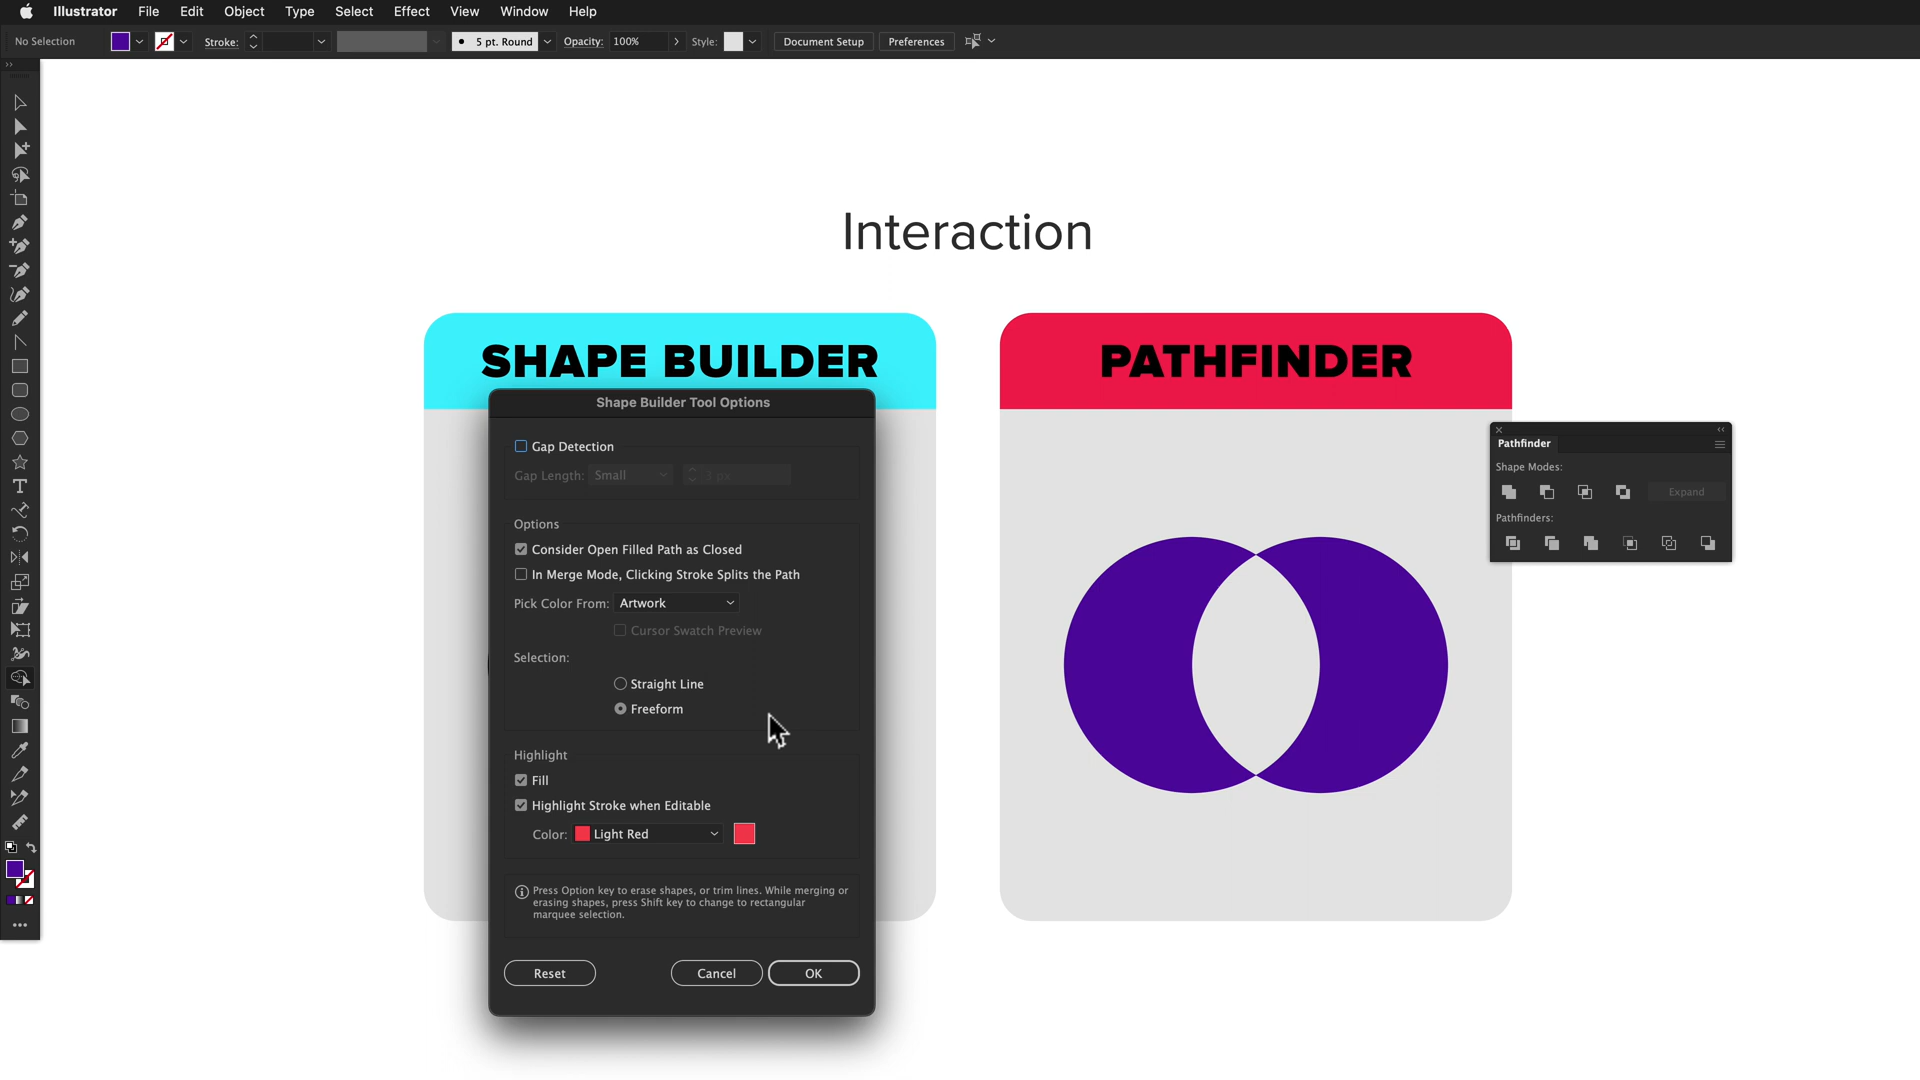 Illustrator File Edit Object Type Select Effect View Window Help
No Selection Stroke: 5 pt. Round Opacity: 100% Style: Document Setup Preferences
Interaction
SHAPE BUILDER
PATHFINDER
Shape Builder Tool Options
Gap Detection
Gap Length: Small 3 px
Options
Consider Open Filled Path as Closed
In Merge Mode, Clicking Stroke Splits the Path
Pick Color From: Artwork
Cursor Swatch Preview
Selection:
Straight Line
Freeform
Highlight
Fill
Highlight Stroke when Editable
Color: Light Red
Press Option key to erase shapes, or trim lines. While merging or
erasing shapes, press Shift key to change to rectangular
marquee selection.
Reset Cancel OK
Pathfinder
Shape Modes:
Expand
Pathfinders: